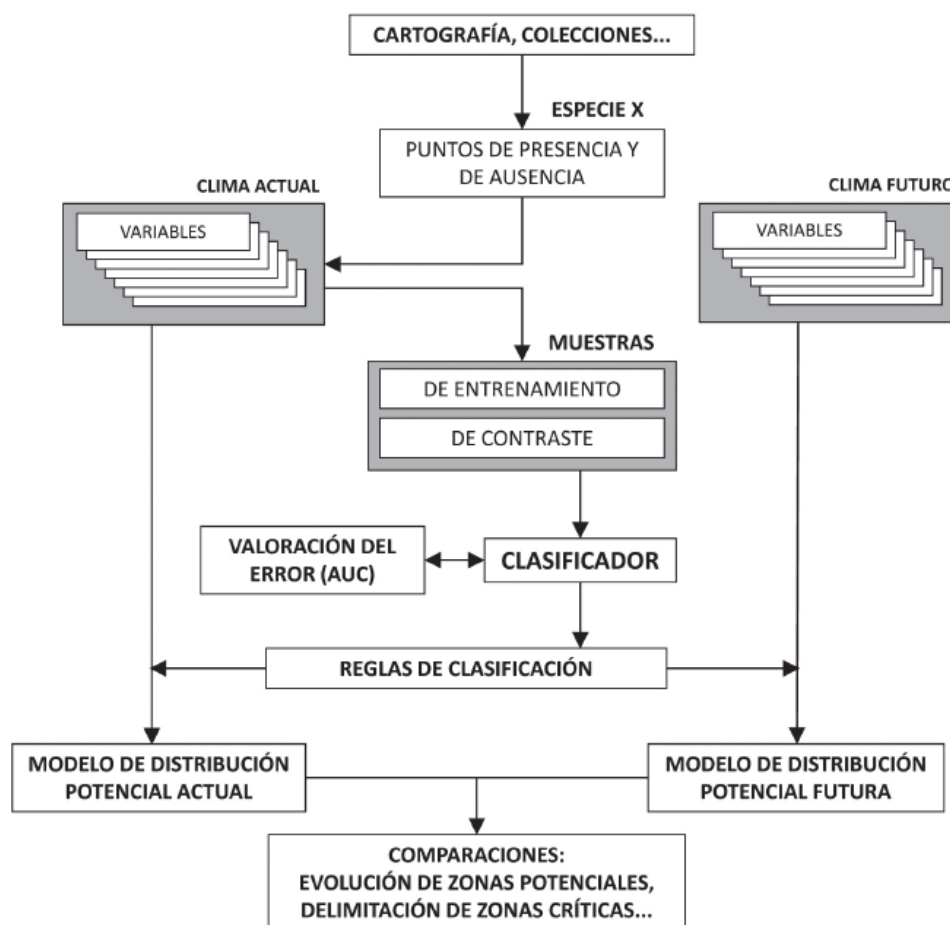 CARTOGRAFÍA, COLECCIONES...
ESPECIE X
PUNTOS DE PRESENCIA Y
DE AUSENCIA
CLIMA ACTUAL
VARIABLES
CLIMA FUTURO
VARIABLES
MUESTRAS
DE ENTRENAMIENTO
DE CONTRASTE
VALORACIÓN DEL
ERROR (AUC)
CLASIFICADOR
REGLAS DE CLASIFICACIÓN
MODELO DE DISTRIBUCIÓN
POTENCIAL ACTUAL
MODELO DE DISTRIBUCIÓN
POTENCIAL FUTURA
COMPARACIONES:
EVOLUCIÓN DE ZONAS POTENCIALES,
DELIMITACIÓN DE ZONAS CRÍTICAS...